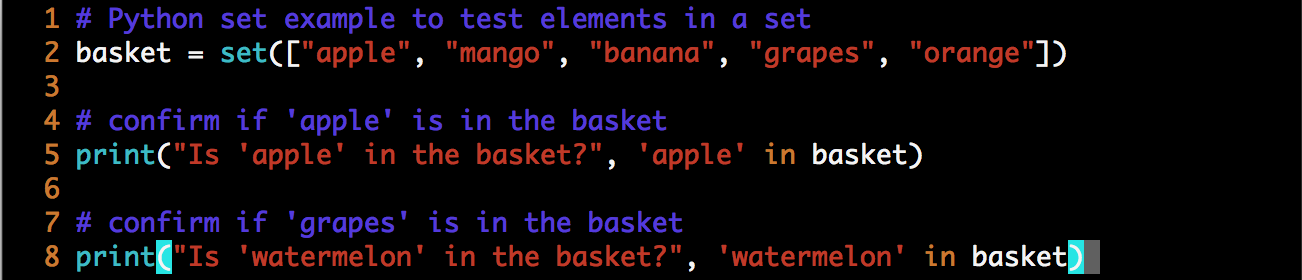 1 # Python set example to test elements in a set
2 basket = set(["apple", "mango", "banana", "grapes", "orange"])
3
4 # confirm if 'apple' is in the basket
5 print("Is 'apple' in the basket?", 'apple' in basket)
6
7 # confirm if 'grapes' is in the basket
8 print("Is 'watermelon' in the basket?", 'watermelon' in basket)